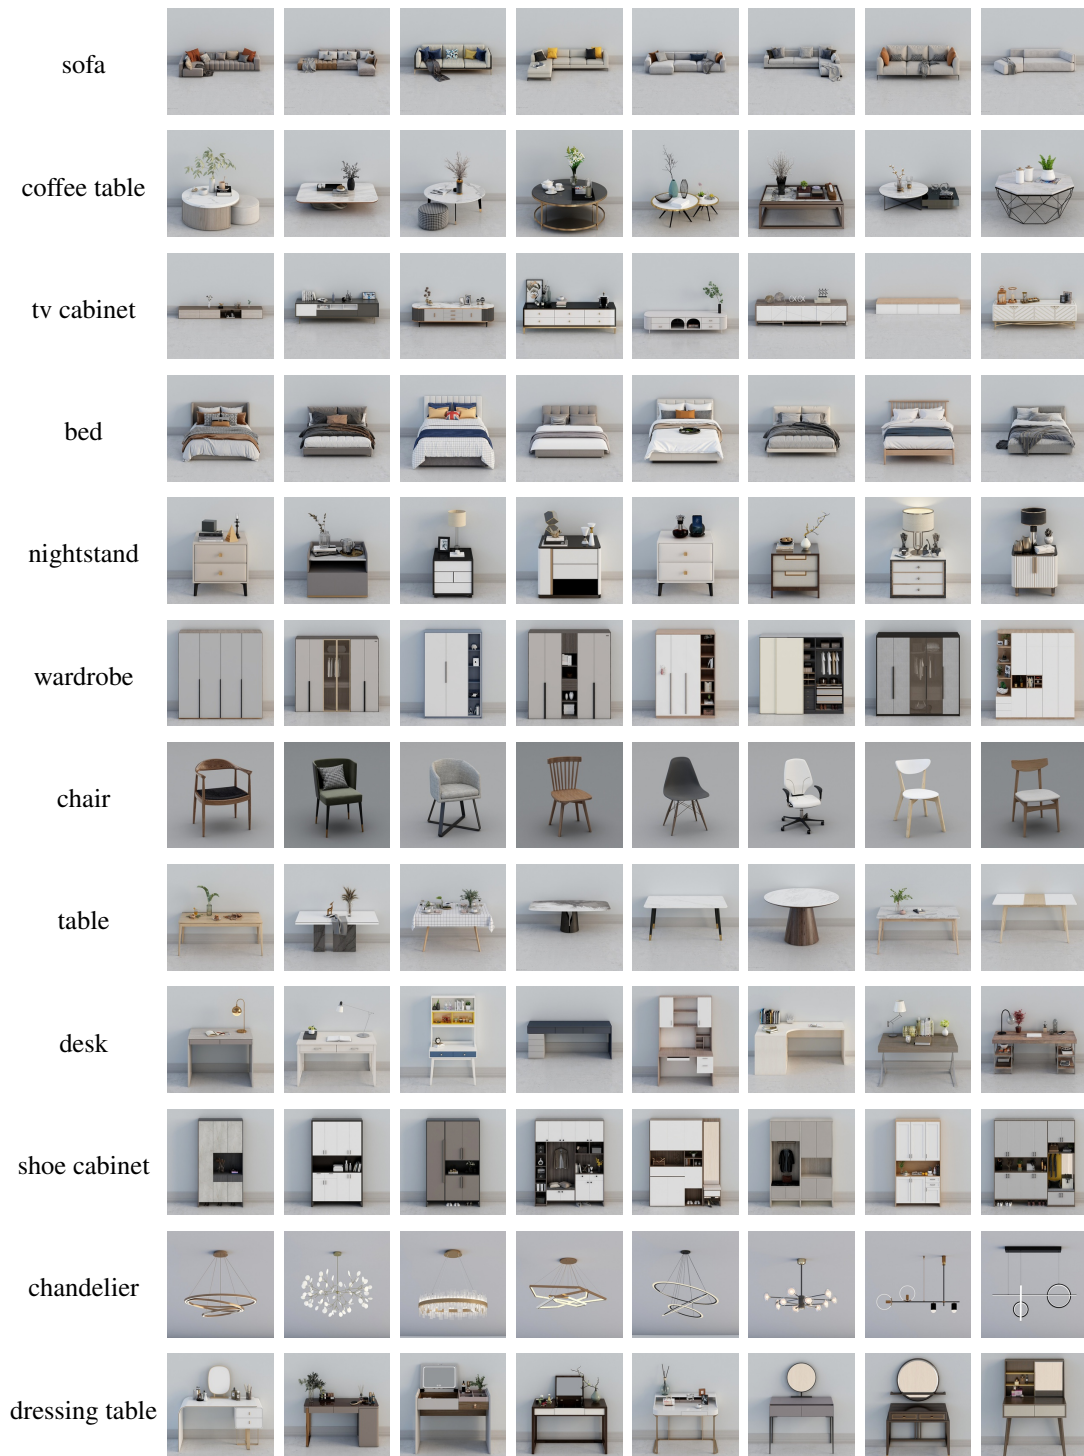 sofa
coffee table
tv cabinet
bed
nightstand
wardrobe
chair
table
desk
shoe cabinet
chandelier
dressing table